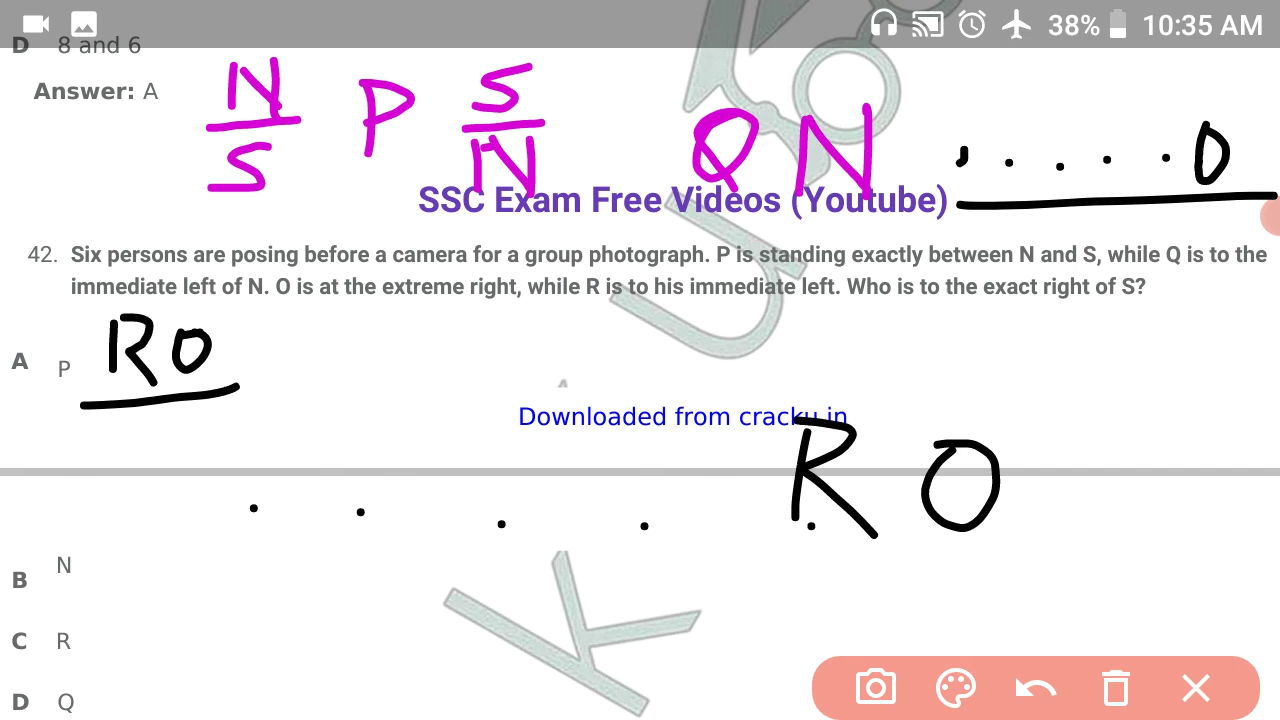 38% 10:35 AM
D 8 and 6
Answer: A
N P S Q N , . . . . O
S N
SSC Exam Free Videos (Youtube)
42. Six persons are posing before a camera for a group photograph. P is standing exactly between N and S, while Q is to the
immediate left of N. O is at the extreme right, while R is to his immediate left. Who is to the exact right of S?
R O
A P
Downloaded from cracku.in
R O
. . . . .
B N
C R
D Q